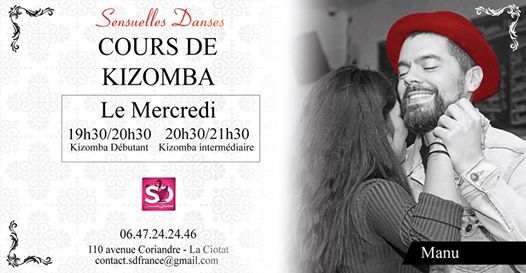 Sensuelles Danses
COURS DE
KIZOMBA
Le Mercredi
19h30/20h30 20h30/21h30
Kizomba Débutant Kizomba intermédiaire
SD
06.47.24.24.46
110 avenue Coriandre - La Ciotat
contact.sdfrance@gmail.com
Manu